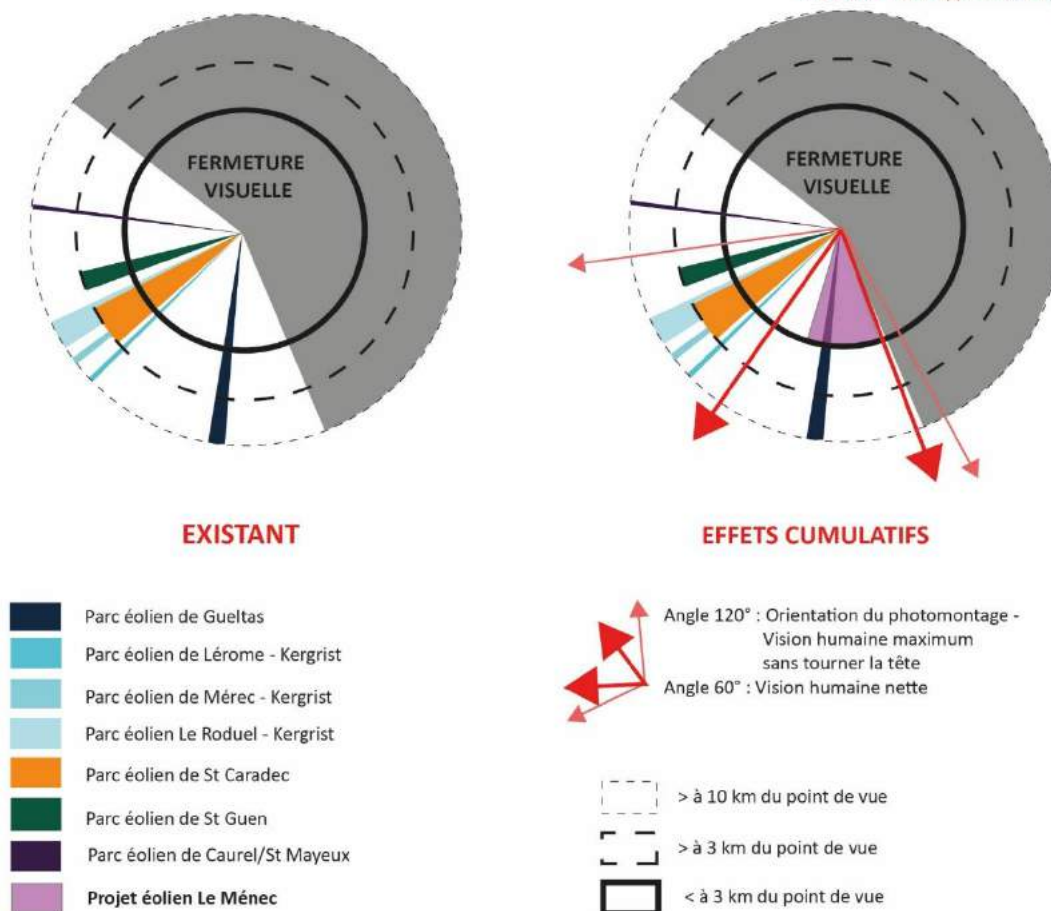 FERMETURE
VISUELLE
FERMETURE
VISUELLE
EXISTANT
EFFETS CUMULATIFS
Parc éolien de Gueltas
Parc éolien de Lérome - Kergrist
Parc éolien de Mérec - Kergrist
Parc éolien Le Roduel - Kergrist
Parc éolien de St Caradec
Parc éolien de St Guen
Parc éolien de Caurel/St Mayeux
Projet éolien Le Ménec
Angle 120° : Orientation du photomontage -
Vision humaine maximum
sans tourner la tête
Angle 60° : Vision humaine nette
> à 10 km du point de vue
> à 3 km du point de vue
< à 3 km du point de vue